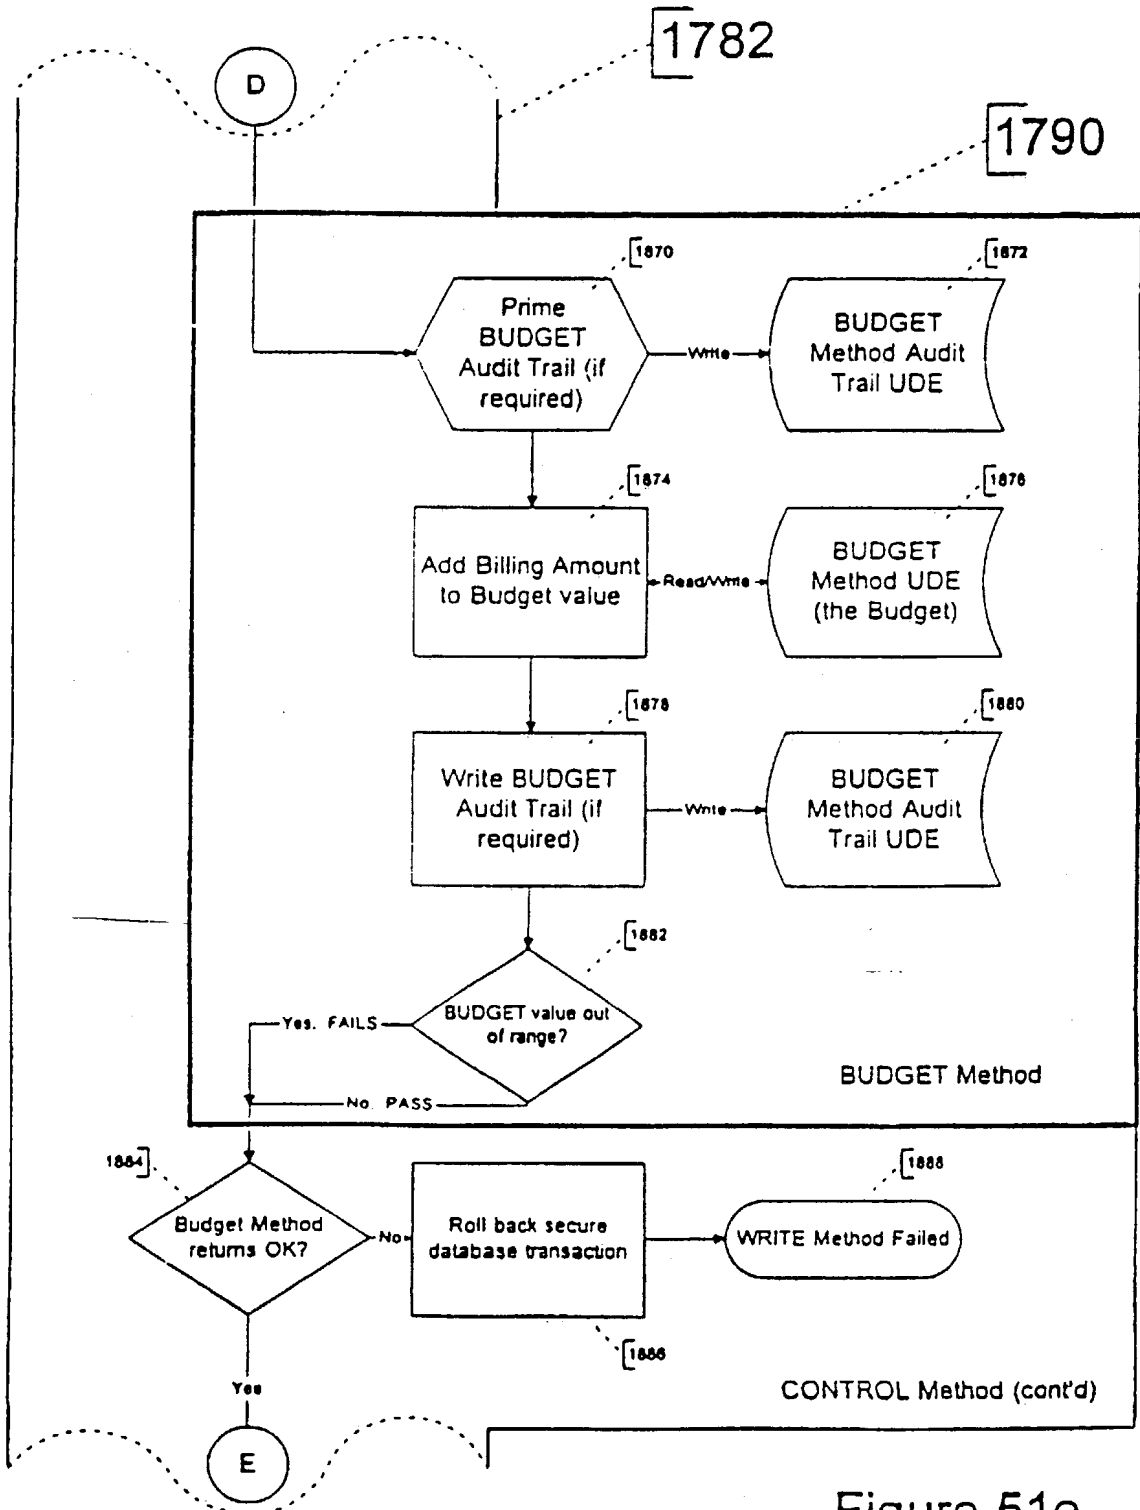 1782
D
1790
1870
1872
Prime
BUDGET
Audit Trail (if
required)
Write
BUDGET
Method Audit
Trail UDE
1874
1876
Add Billing Amount
to Budget value
Read/Write
BUDGET
Method UDE
(the Budget)
1878
1880
Write BUDGET
Audit Trail (if
required)
Write
BUDGET
Method Audit
Trail UDE
1882
BUDGET value out
of range?
Yes. FAILS
No. PASS
BUDGET Method
1884
1888
Budget Method
returns OK?
No
Roll back secure
database transaction
WRITE Method Failed
1886
Yes
CONTROL Method (cont'd)
E